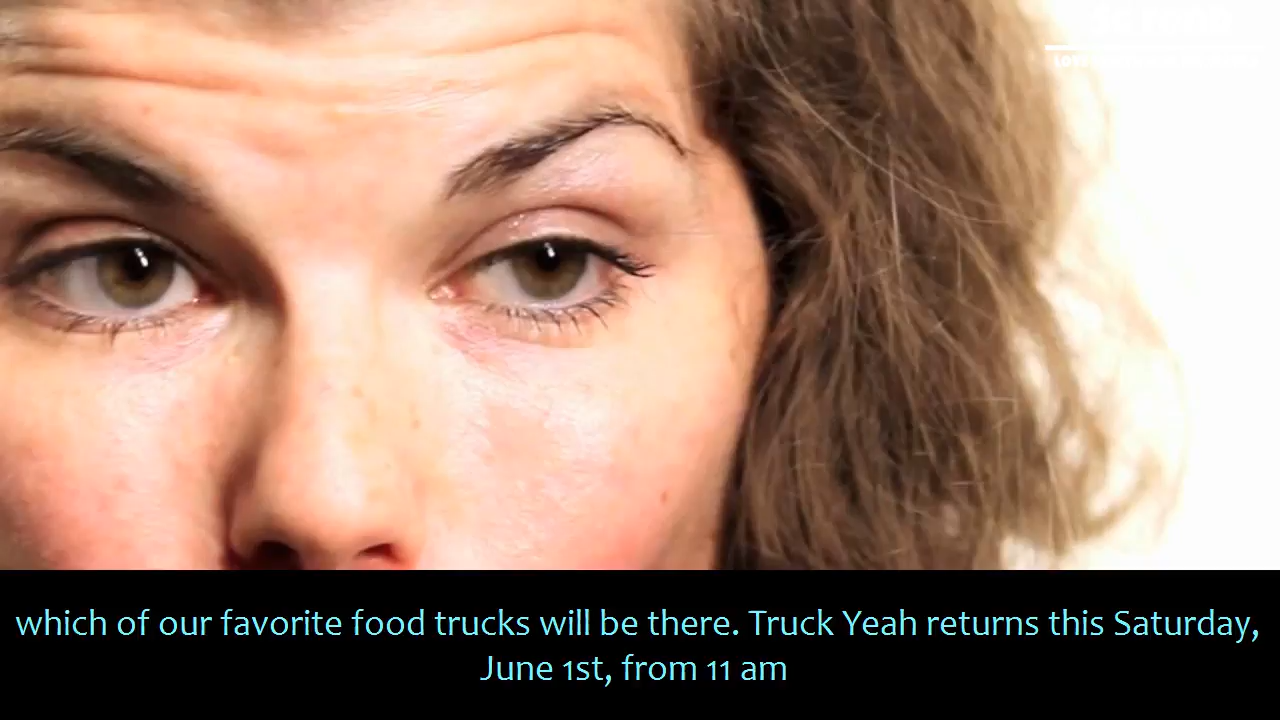 which of our favorite food trucks will be there. Truck Yeah returns this Saturday,
June 1st, from 11 am